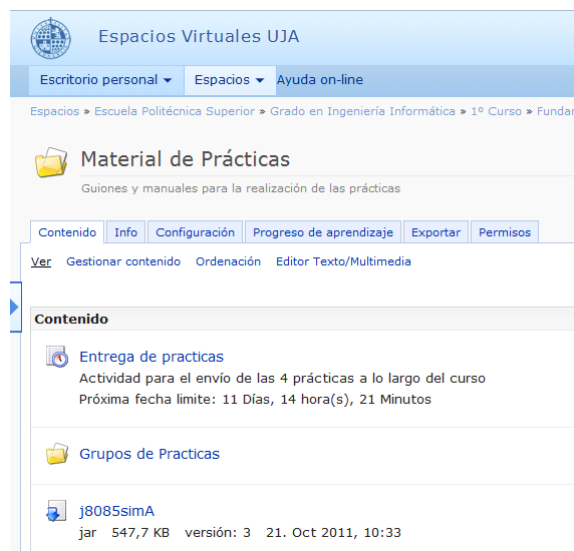 Espacios Virtuales UJA
Escritorio personal Espacios Ayuda on-line
Espacios » Escuela Politécnica Superior » Grado en Ingeniería Informática » 1º Curso » Fundar
Material de Prácticas
Guiones y manuales para la realización de las prácticas
Contenido Info Configuración Progreso de aprendizaje Exportar Permisos
Ver Gestionar contenido Ordenación Editor Texto/Multimedia
Contenido
Entrega de practicas
Actividad para el envío de las 4 prácticas a lo largo del curso
Próxima fecha limite: 11 Días, 14 hora(s), 21 Minutos
Grupos de Practicas
j8085simA
jar 547,7 KB versión: 3 21. Oct 2011, 10:33